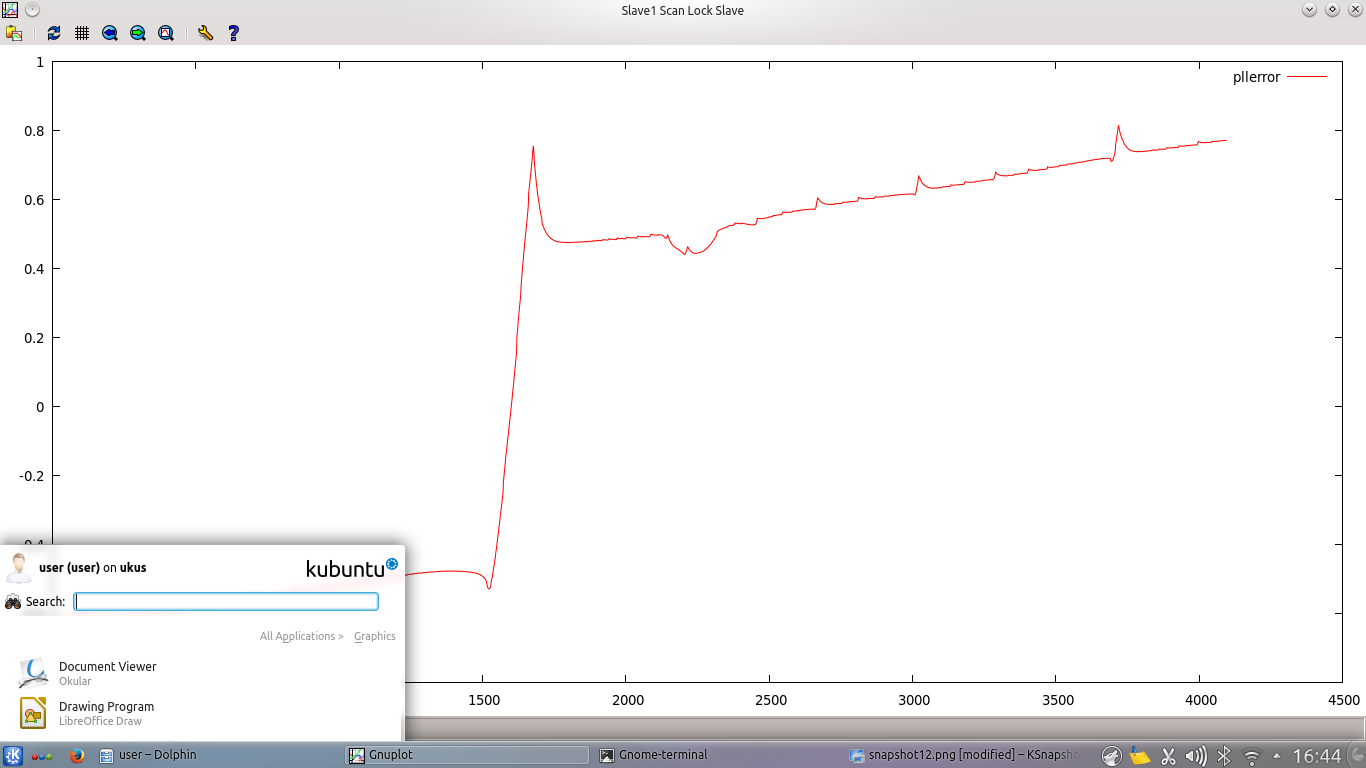 Slave1 Scan Lock Slave
pllerror
1
0.8
0.6
0.4
0.2
0
-0.2
user (user) on ukus
kubuntu
Search:
All Applications > Graphics
Document Viewer
Okular
Drawing Program
LibreOffice Draw
1500 2000 2500 3000 3500 4000 4500
user – Dolphin
Gnuplot
Gnome-terminal
snapshot12.png [modified] – KSnapsho
16:44